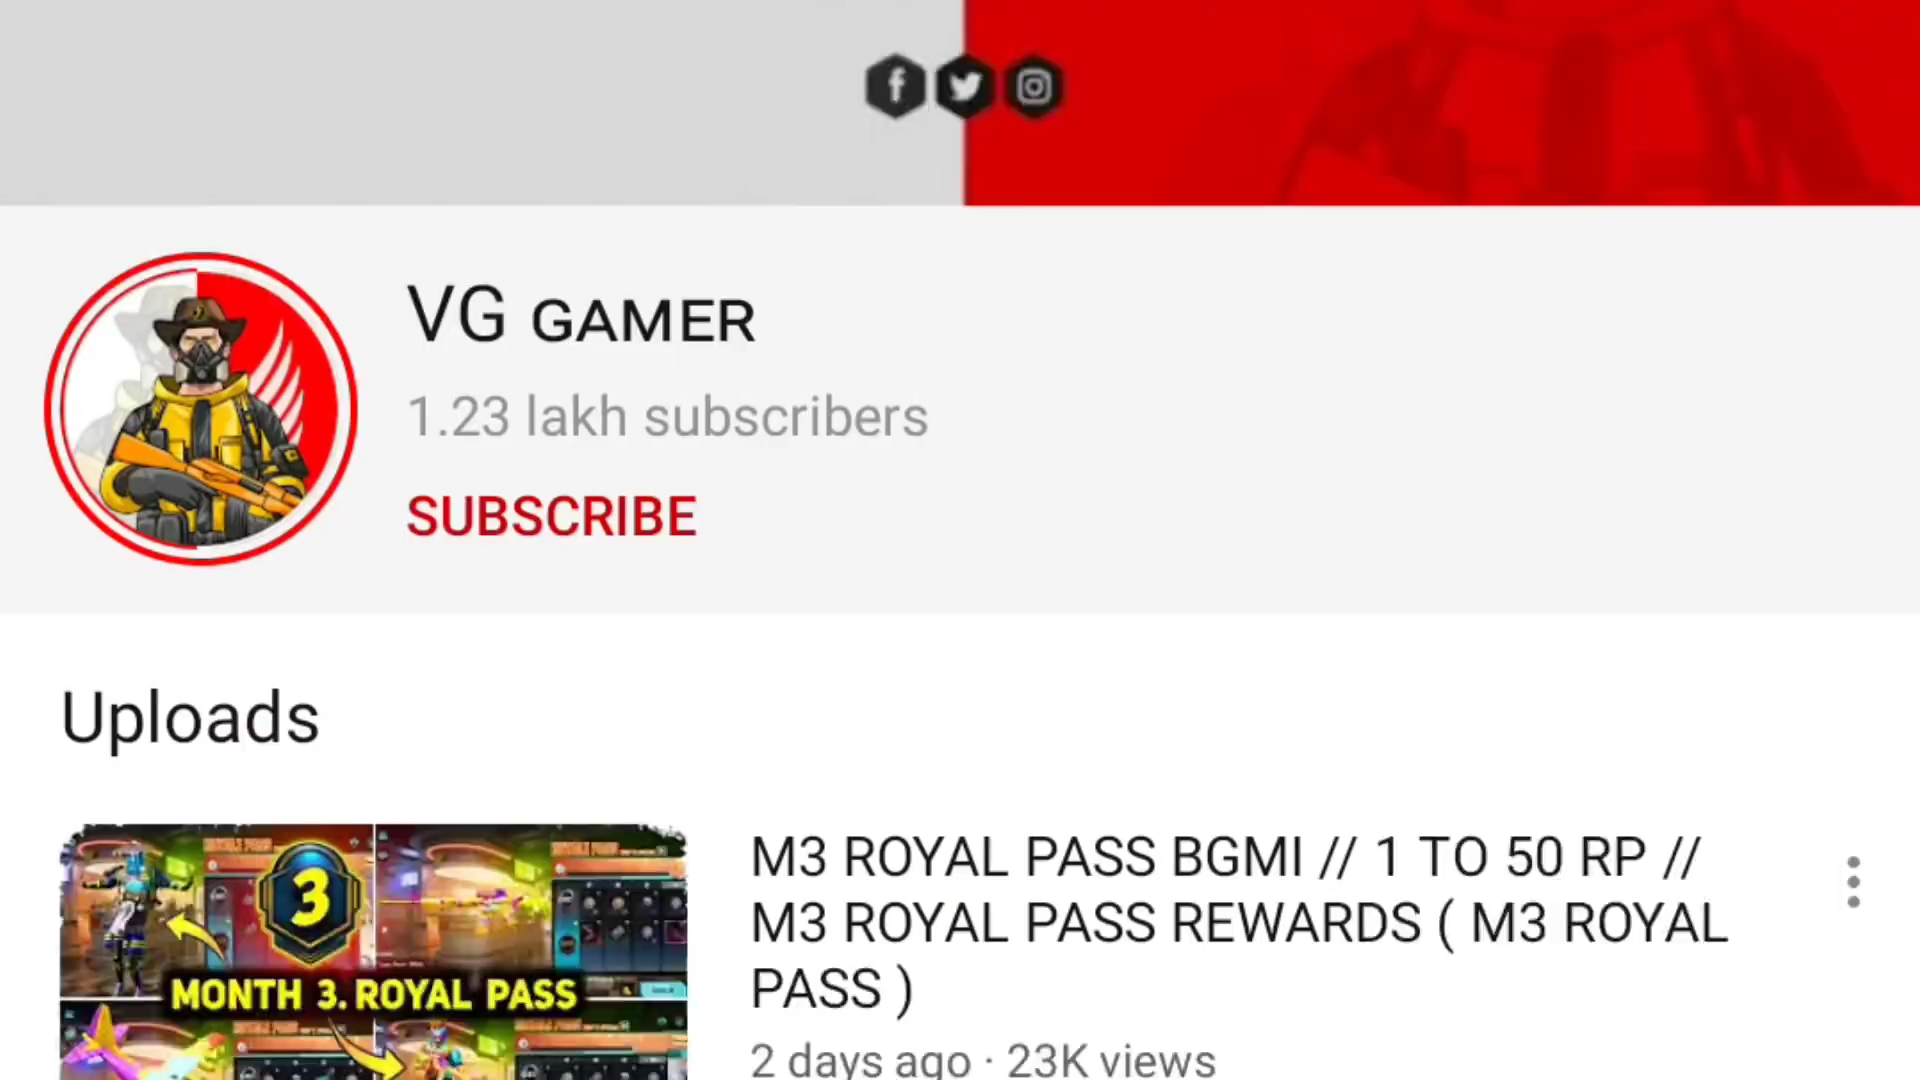 VG GAMER
1.23 lakh subscribers
SUBSCRIBE
Uploads
M3 ROYAL PASS BGMI // 1 TO 50 RP //
M3 ROYAL PASS REWARDS ( M3 ROYAL
PASS )
2 days ago · 23K views
3
MONTH 3. ROYAL PASS